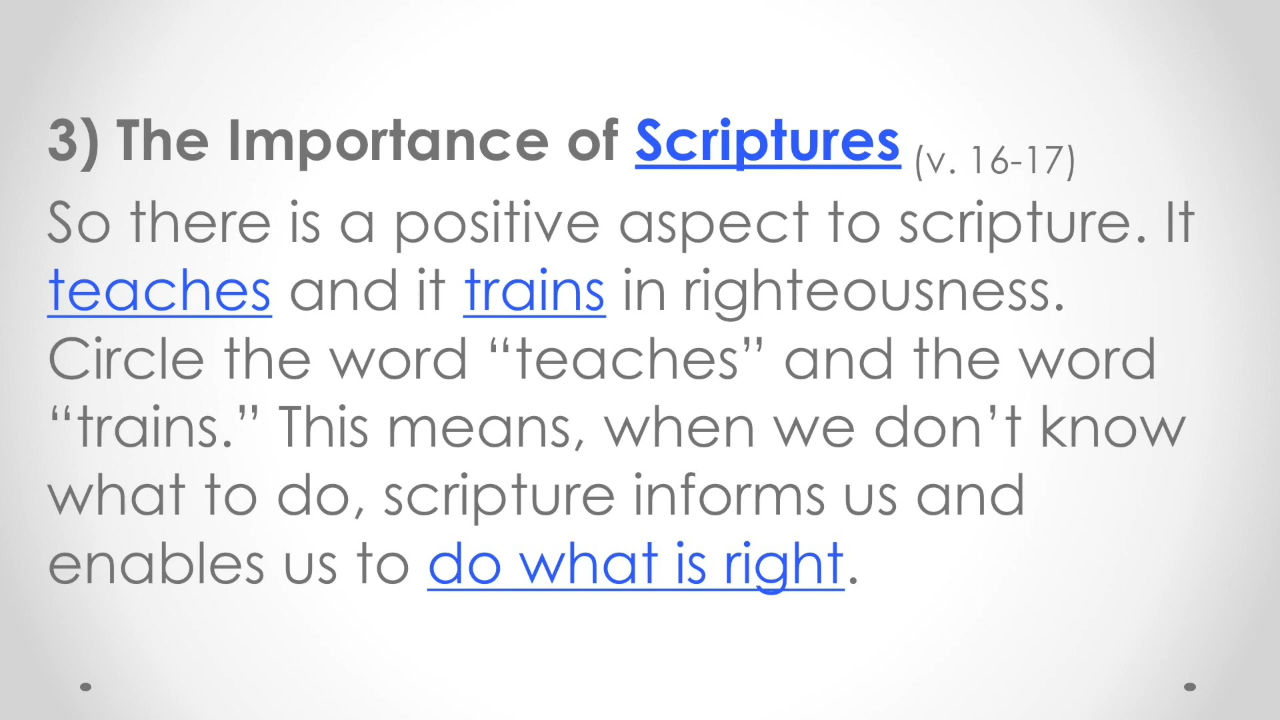 3) The Importance of Scriptures (v. 16-17)
So there is a positive aspect to scripture. It
teaches and it trains in righteousness.
Circle the word “teaches” and the word
“trains.” This means, when we don’t know
what to do, scripture informs us and
enables us to do what is right.